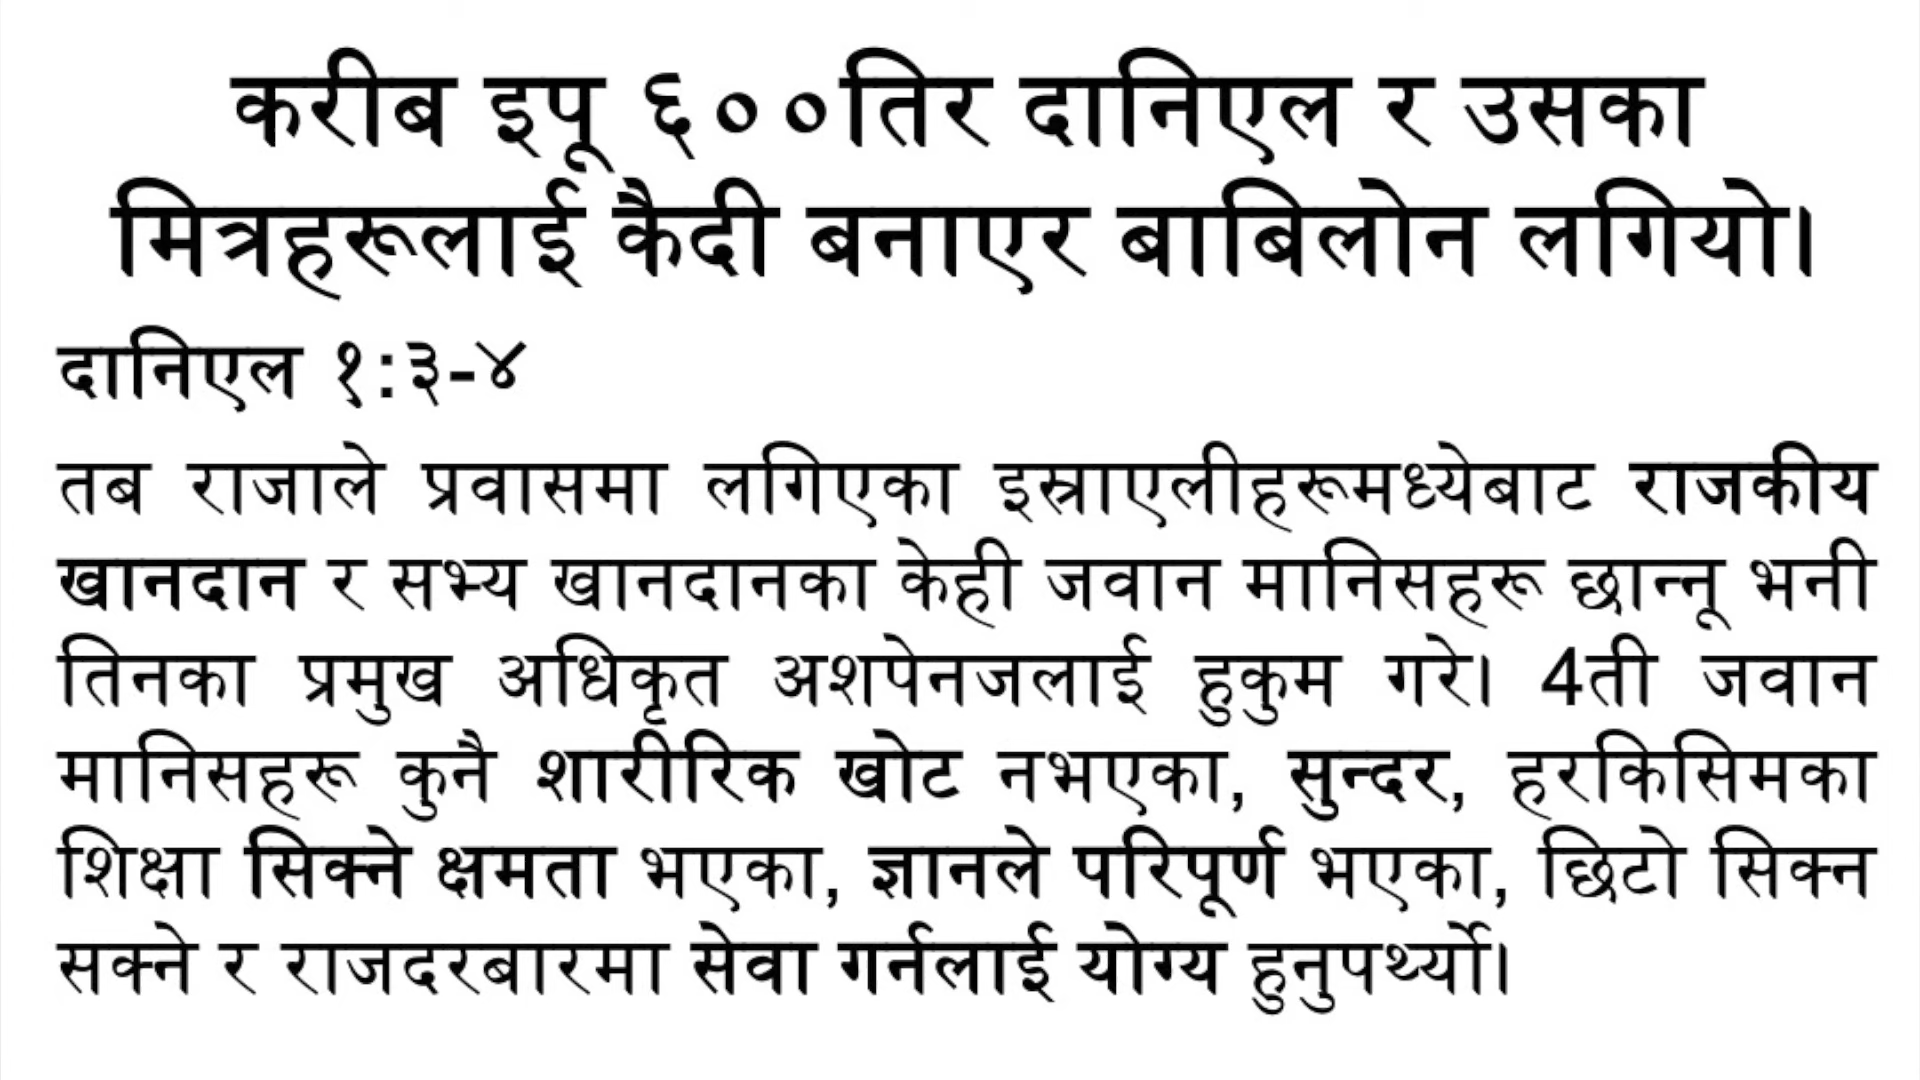 करीब इपू ६००तिर दानिएल र उसका
मित्रहरूलाई कैदी बनाएर बाबिलोन लगियो।
दानिएल १:३-४
तब राजाले प्रवासमा लगिएका इस्राएलीहरूमध्येबाट राजकीय
खानदान र सभ्य खानदानका केही जवान मानिसहरू छान्नू भनी
तिनका प्रमुख अधिकृत अशपेनजलाई हुकुम गरे। 4ती जवान
मानिसहरू कुनै शारीरिक खोट नभएका, सुन्दर, हरकिसिमका
शिक्षा सिक्ने क्षमता भएका, ज्ञानले परिपूर्ण भएका, छिटो सिक्न
सक्ने र राजदरबारमा सेवा गर्नलाई योग्य हुनुपर्थ्यो।